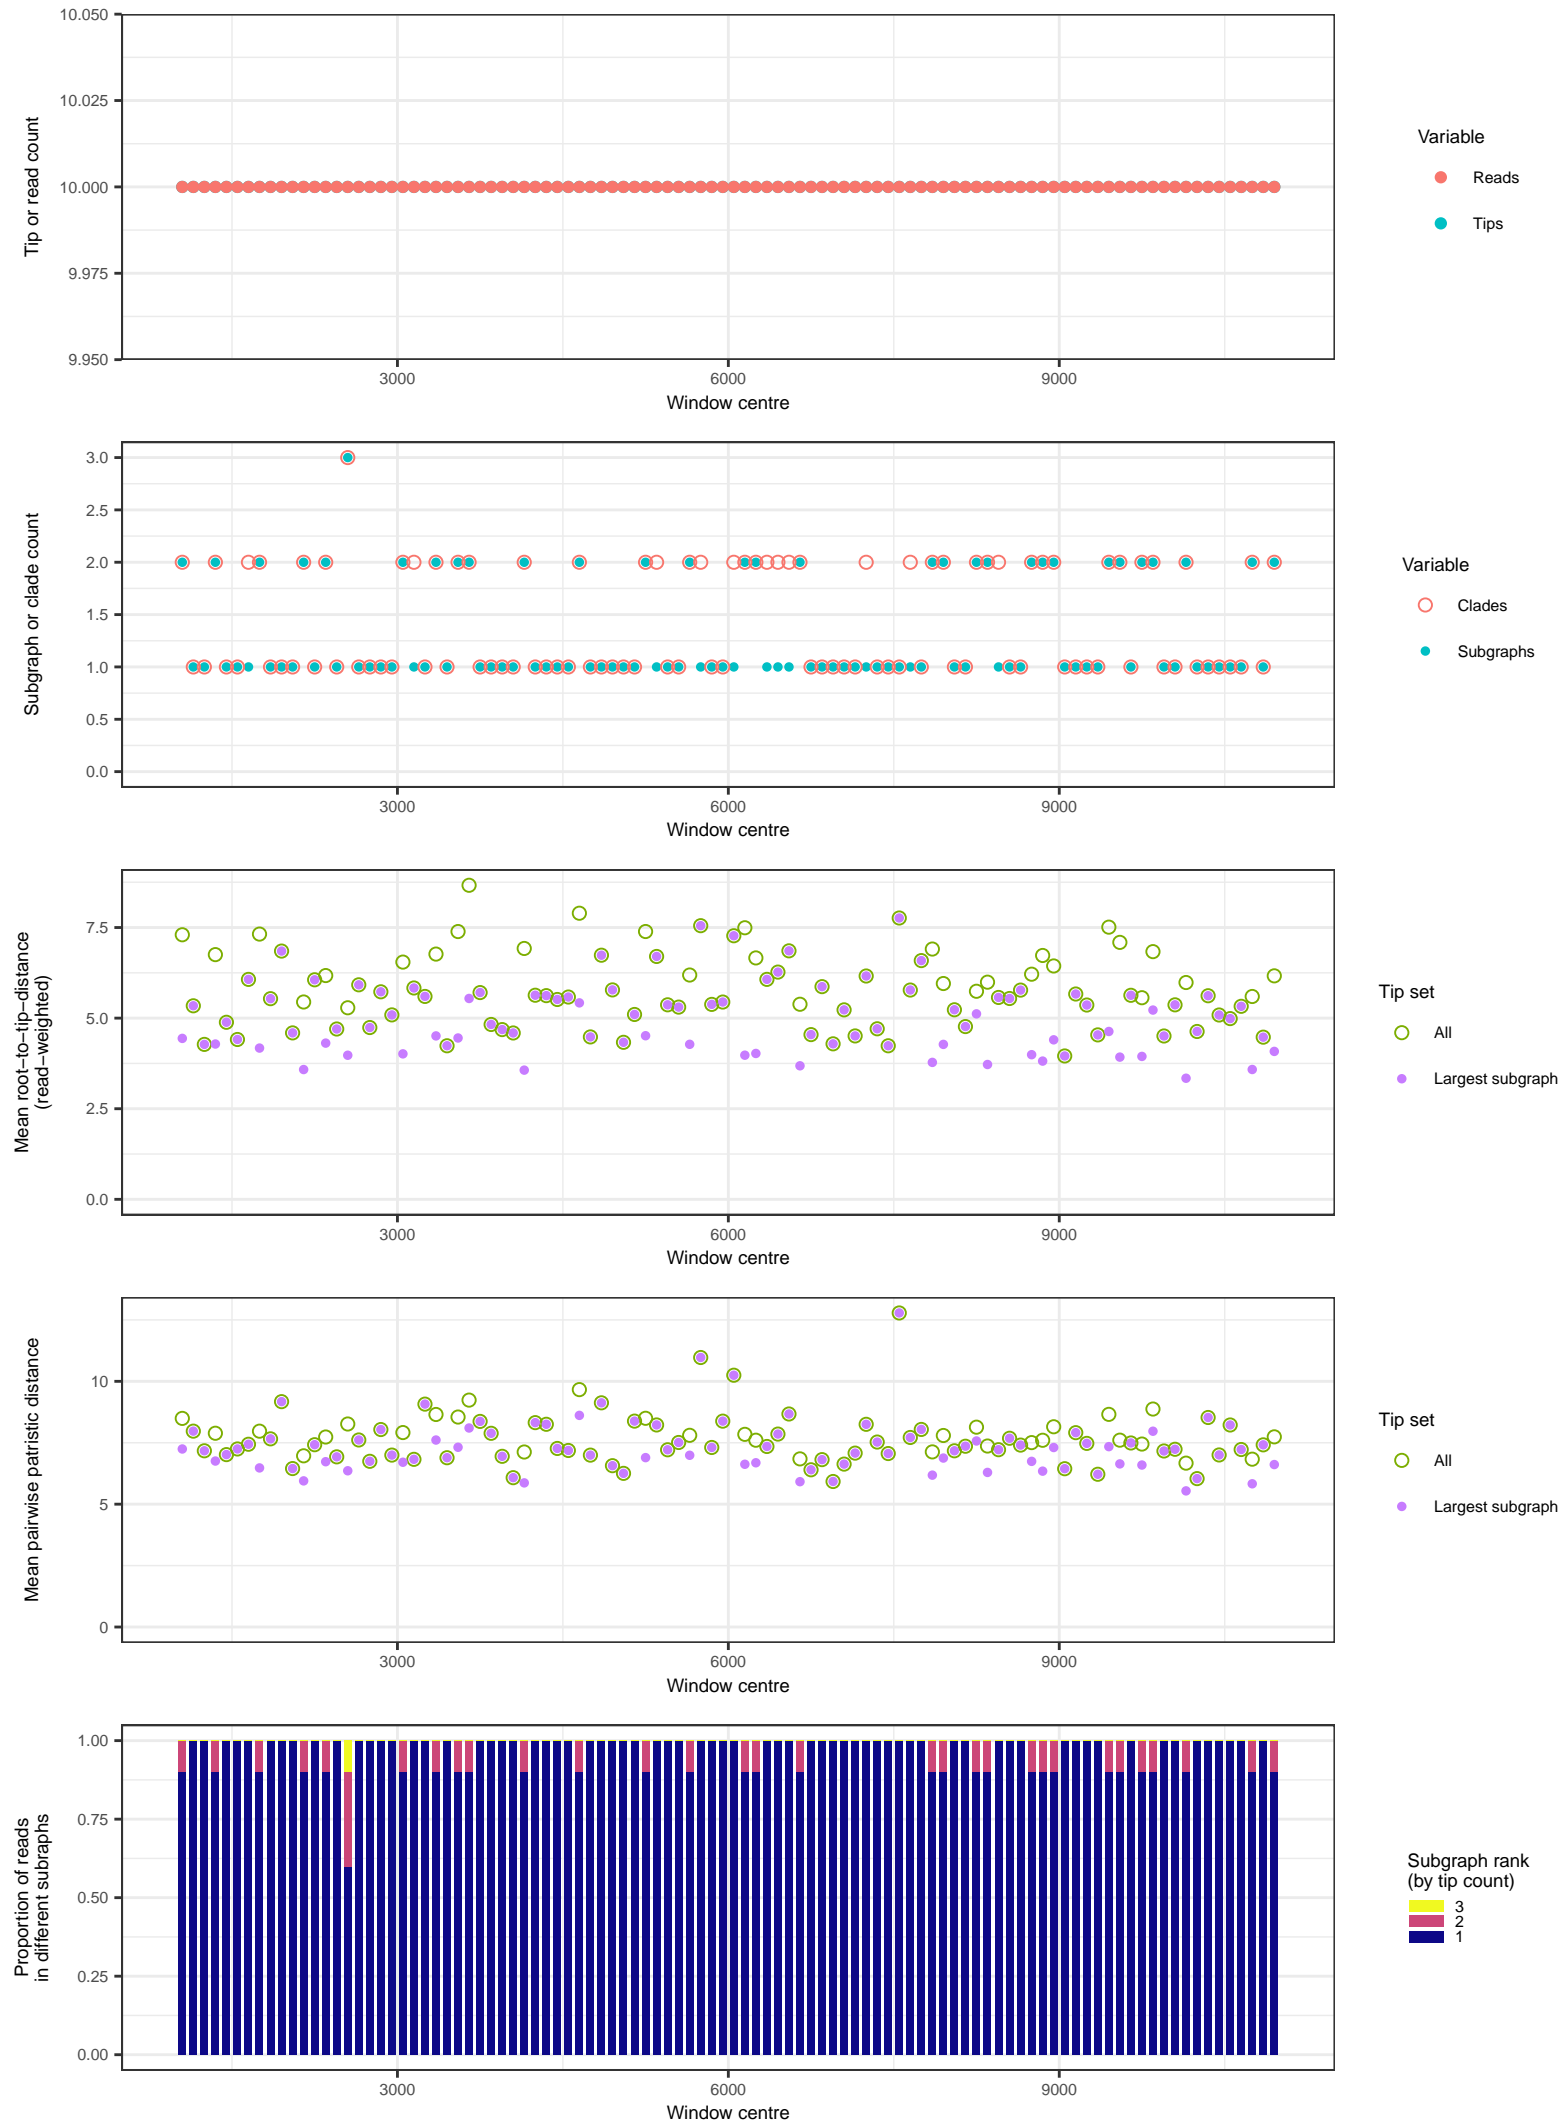 10.050
10.025
10.000
9.975
9.950
Tip or read count
3000 6000 9000
Window centre
Variable
Reads
Tips
3.0
2.5
2.0
1.5
1.0
0.5
0.0
Subgraph or clade count
3000 6000 9000
Window centre
Variable
Clades
Subgraphs
7.5
5.0
2.5
0.0
Mean root−to−tip−distance
(read−weighted)
3000 6000 9000
Window centre
Tip set
All
Largest subgraph
10
5
0
Mean pairwise patristic distance
3000 6000 9000
Window centre
Tip set
All
Largest subgraph
1.00
0.75
0.50
0.25
0.00
Proportion of reads
in different subraphs
3000 6000 9000
Window centre
Subgraph rank
(by tip count)
3
2
1